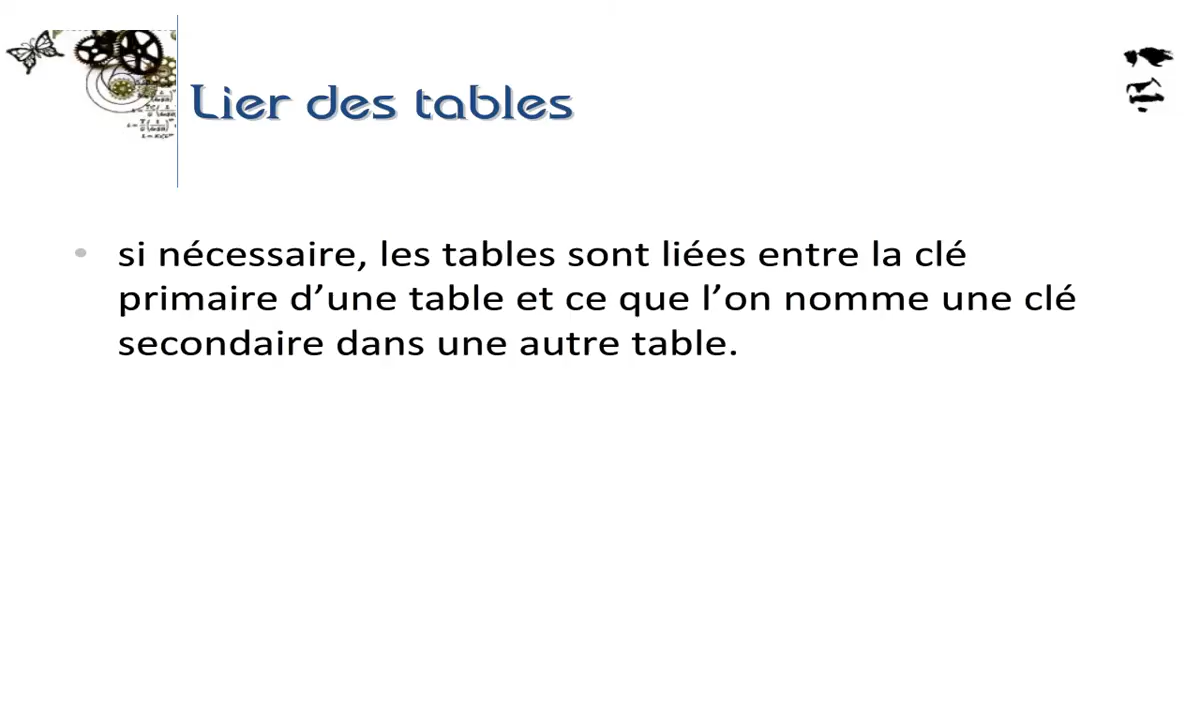 Lier des tables
• si nécessaire, les tables sont liées entre la clé
primaire d’une table et ce que l’on nomme une clé
secondaire dans une autre table.